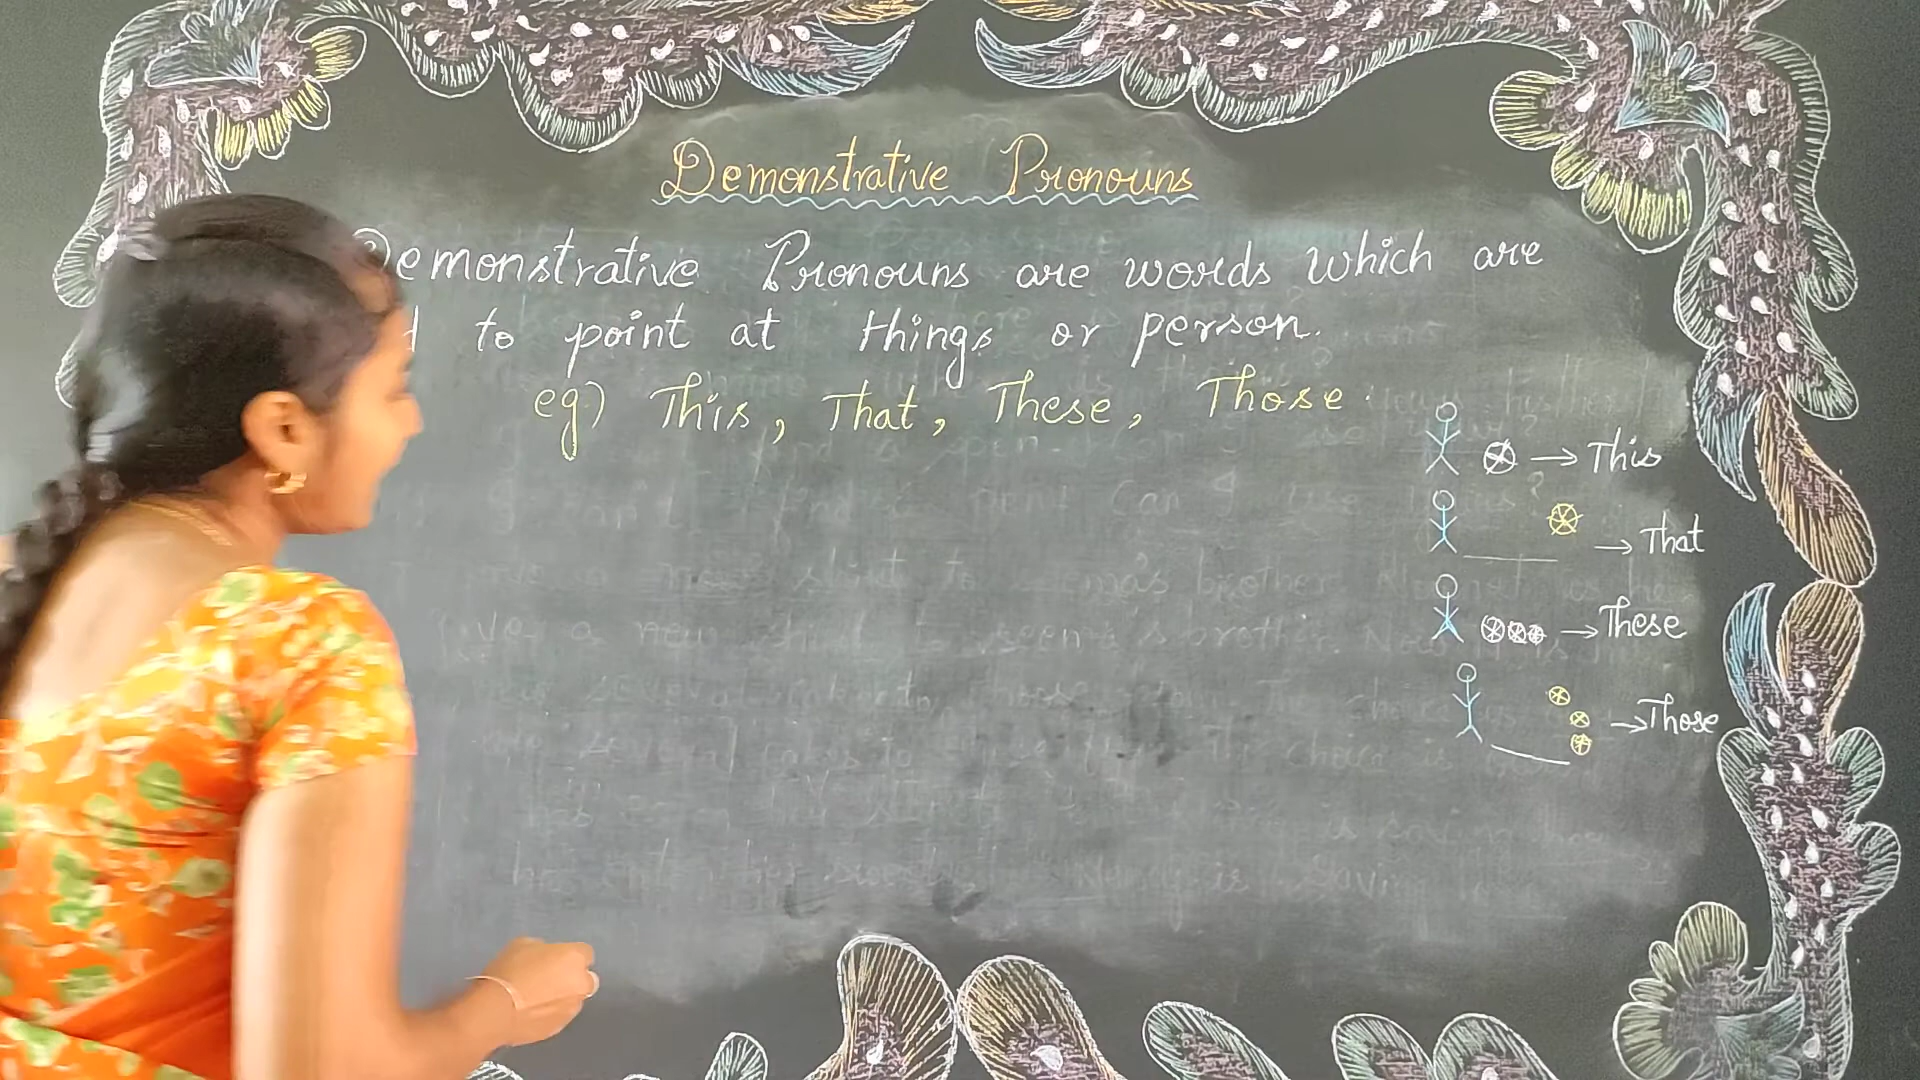 Demonstrative Pronouns
Demonstrative Pronouns are words which are
to point at things or person.
eg) This, That, These, Those.
→ This
→ That
→ These
→ Those